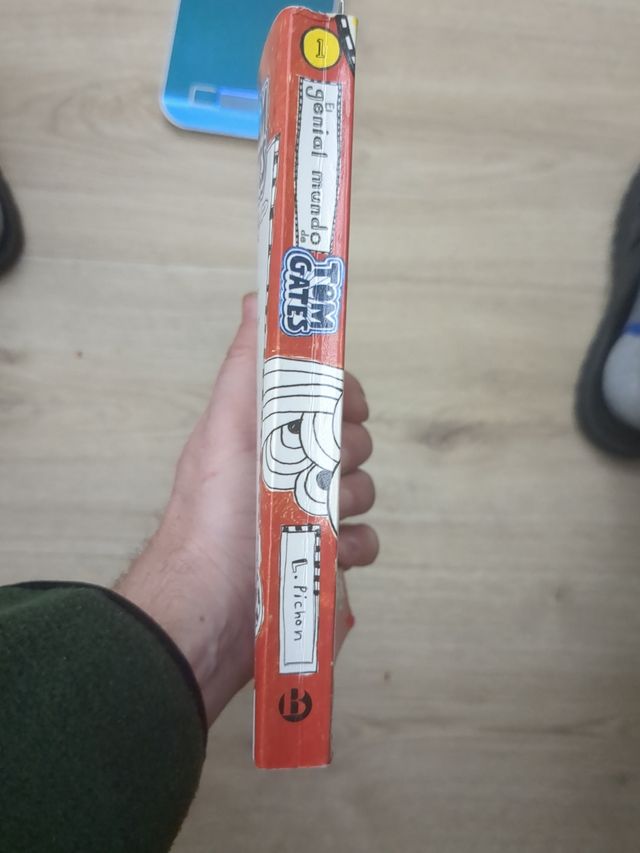 1
El
genial mundo
de
TOM
GATES
L. Pichon
B